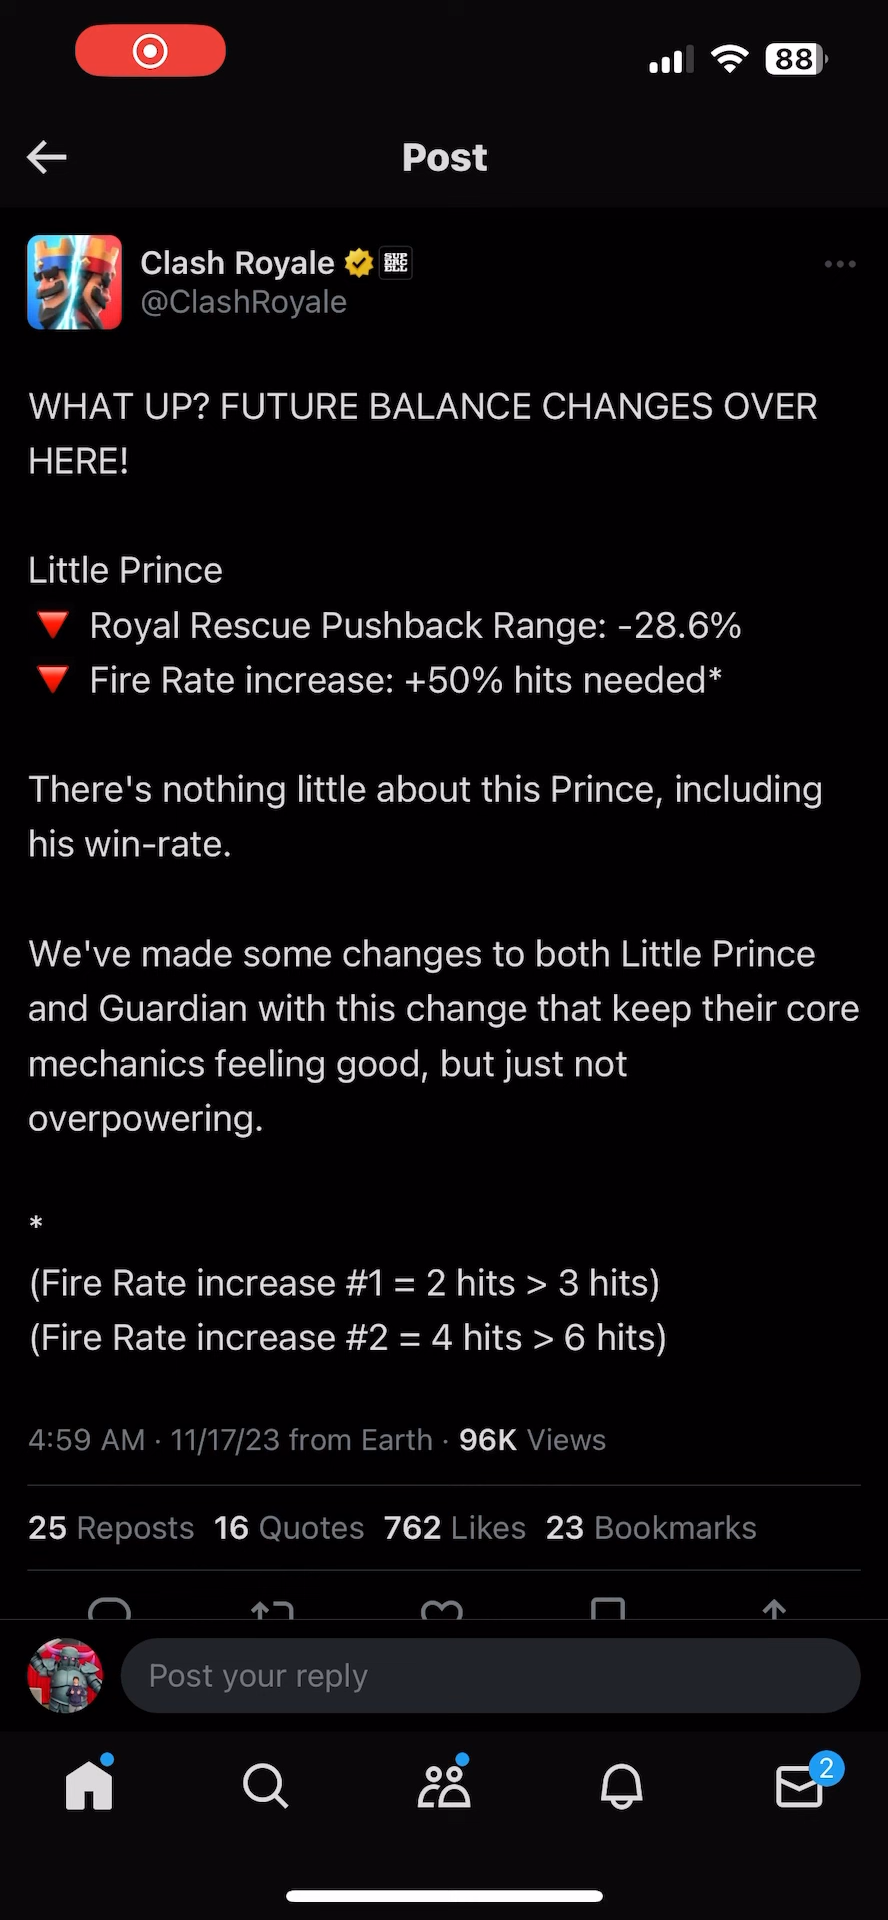 88
Post
Clash Royale
SUPERCELL
@ClashRoyale
WHAT UP? FUTURE BALANCE CHANGES OVER
HERE!
Little Prince
🔻 Royal Rescue Pushback Range: -28.6%
🔻 Fire Rate increase: +50% hits needed*
There's nothing little about this Prince, including
his win-rate.
We've made some changes to both Little Prince
and Guardian with this change that keep their core
mechanics feeling good, but just not
overpowering.
*
(Fire Rate increase #1 = 2 hits > 3 hits)
(Fire Rate increase #2 = 4 hits > 6 hits)
4:59 AM · 11/17/23 from Earth · 96K Views
25 Reposts 16 Quotes 762 Likes 23 Bookmarks
Post your reply
2